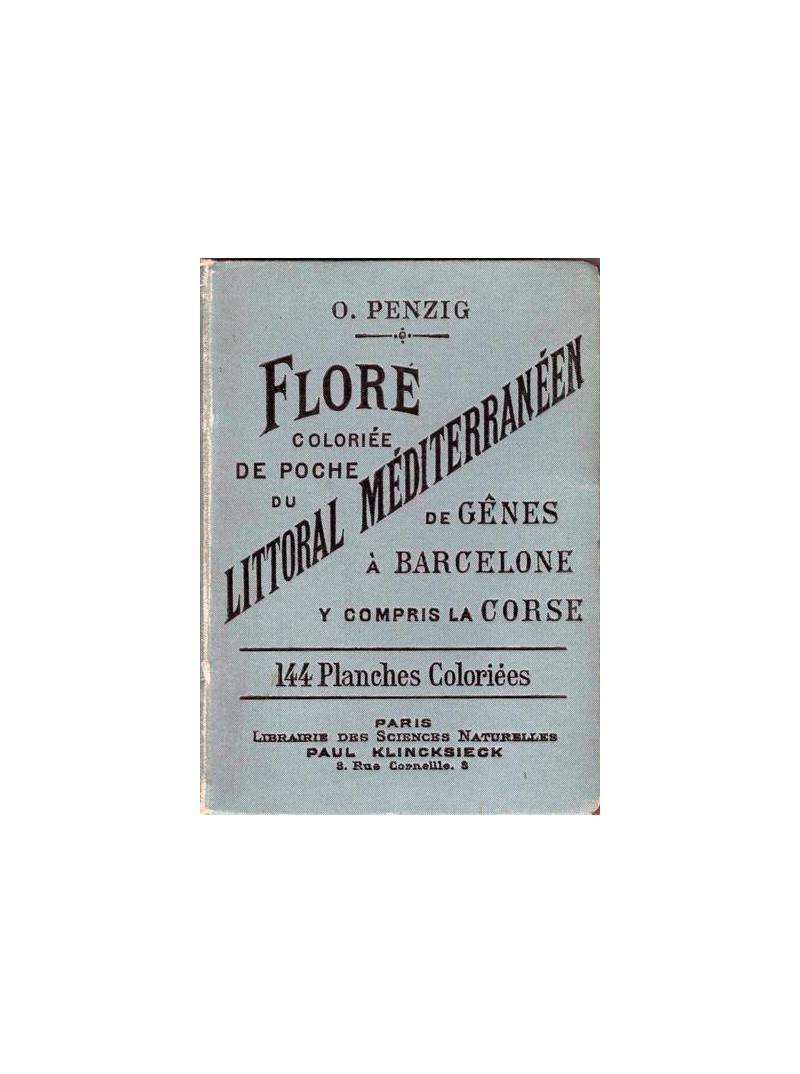 O. PENZIG
FLORÉ
COLORIÉE
DE POCHE
DU
LITTORAL MÉDITERRANÉEN
DE GÊNES
À BARCELONE
Y COMPRIS LA CORSE
144 Planches Coloriées
PARIS
LIBRAIRIE DES SCIENCES NATURELLES
PAUL KLINCKSIECK
3. Rue Corneille. 3